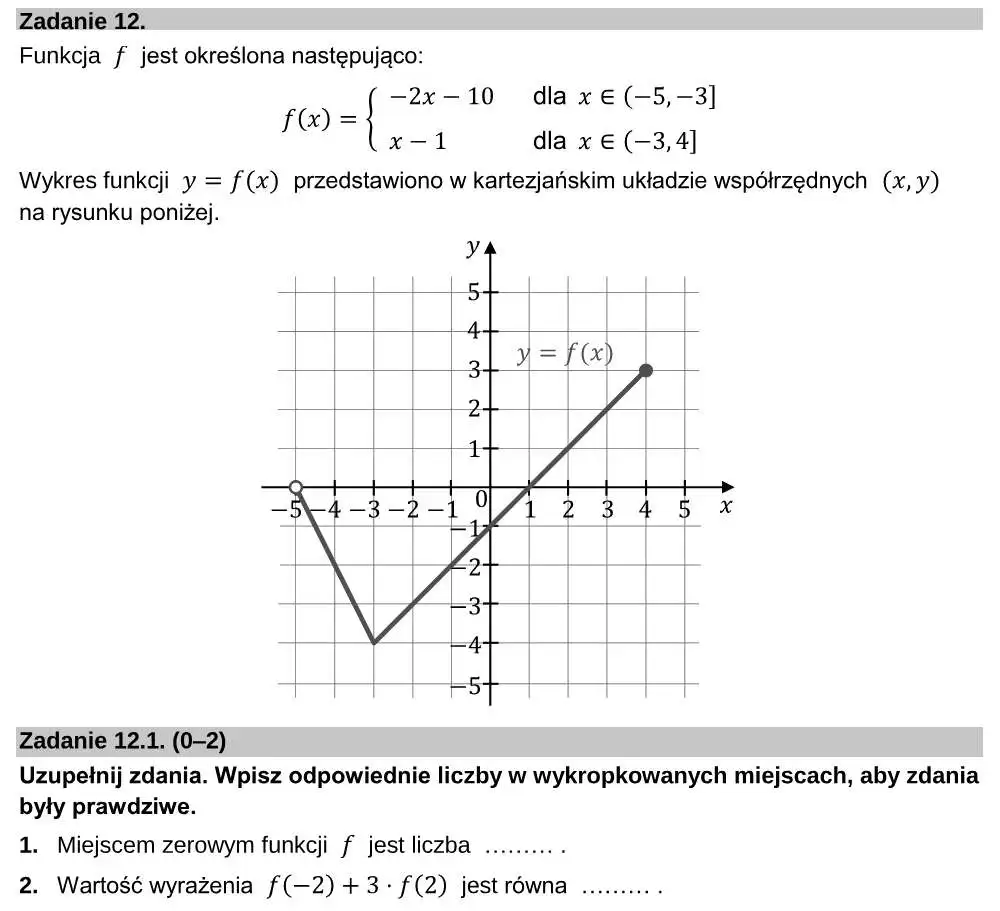 Zadanie 12.
Funkcja f jest określona następująco:
f(x) = { −2x − 10 dla x ∈ (−5, −3]
x − 1 dla x ∈ (−3, 4]
Wykres funkcji y = f(x) przedstawiono w kartezjańskim układzie współrzędnych (x, y)
na rysunku poniżej.
y
5
4
y = f(x)
3
2
1
−5 −4 −3 −2 −1 0 1 2 3 4 5 x
−1
−2
−3
−4
−5
Zadanie 12.1. (0–2)
Uzupełnij zdania. Wpisz odpowiednie liczby w wykropkowanych miejscach, aby zdania
były prawdziwe.
1. Miejscem zerowym funkcji f jest liczba ......... .
2. Wartość wyrażenia f(−2) + 3 · f(2) jest równa ......... .